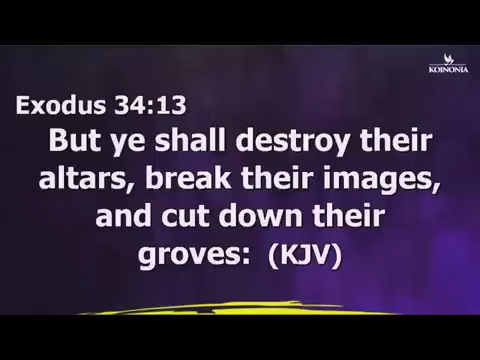 KOINONIA
Exodus 34:13
But ye shall destroy their
altars, break their images,
and cut down their
groves: (KJV)